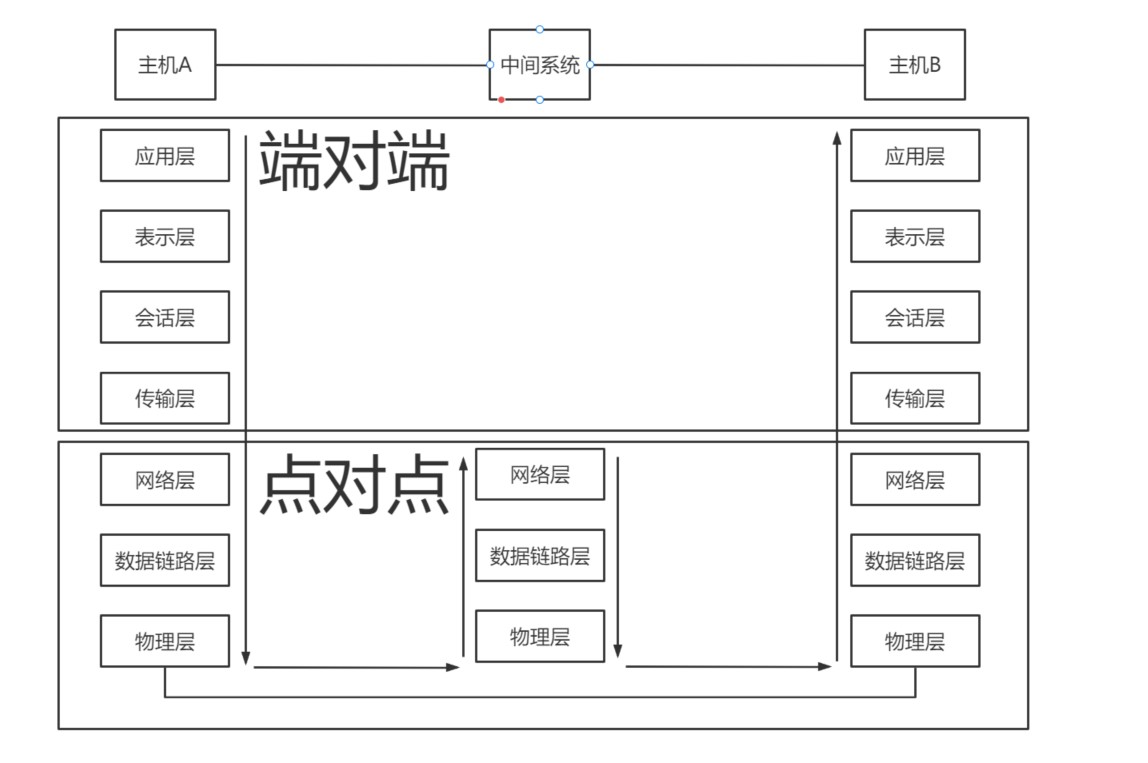 主机A
中间系统
主机B
端对端
应用层
应用层
表示层
表示层
会话层
会话层
传输层
传输层
点对点
网络层
网络层
网络层
数据链路层
数据链路层
数据链路层
物理层
物理层
物理层